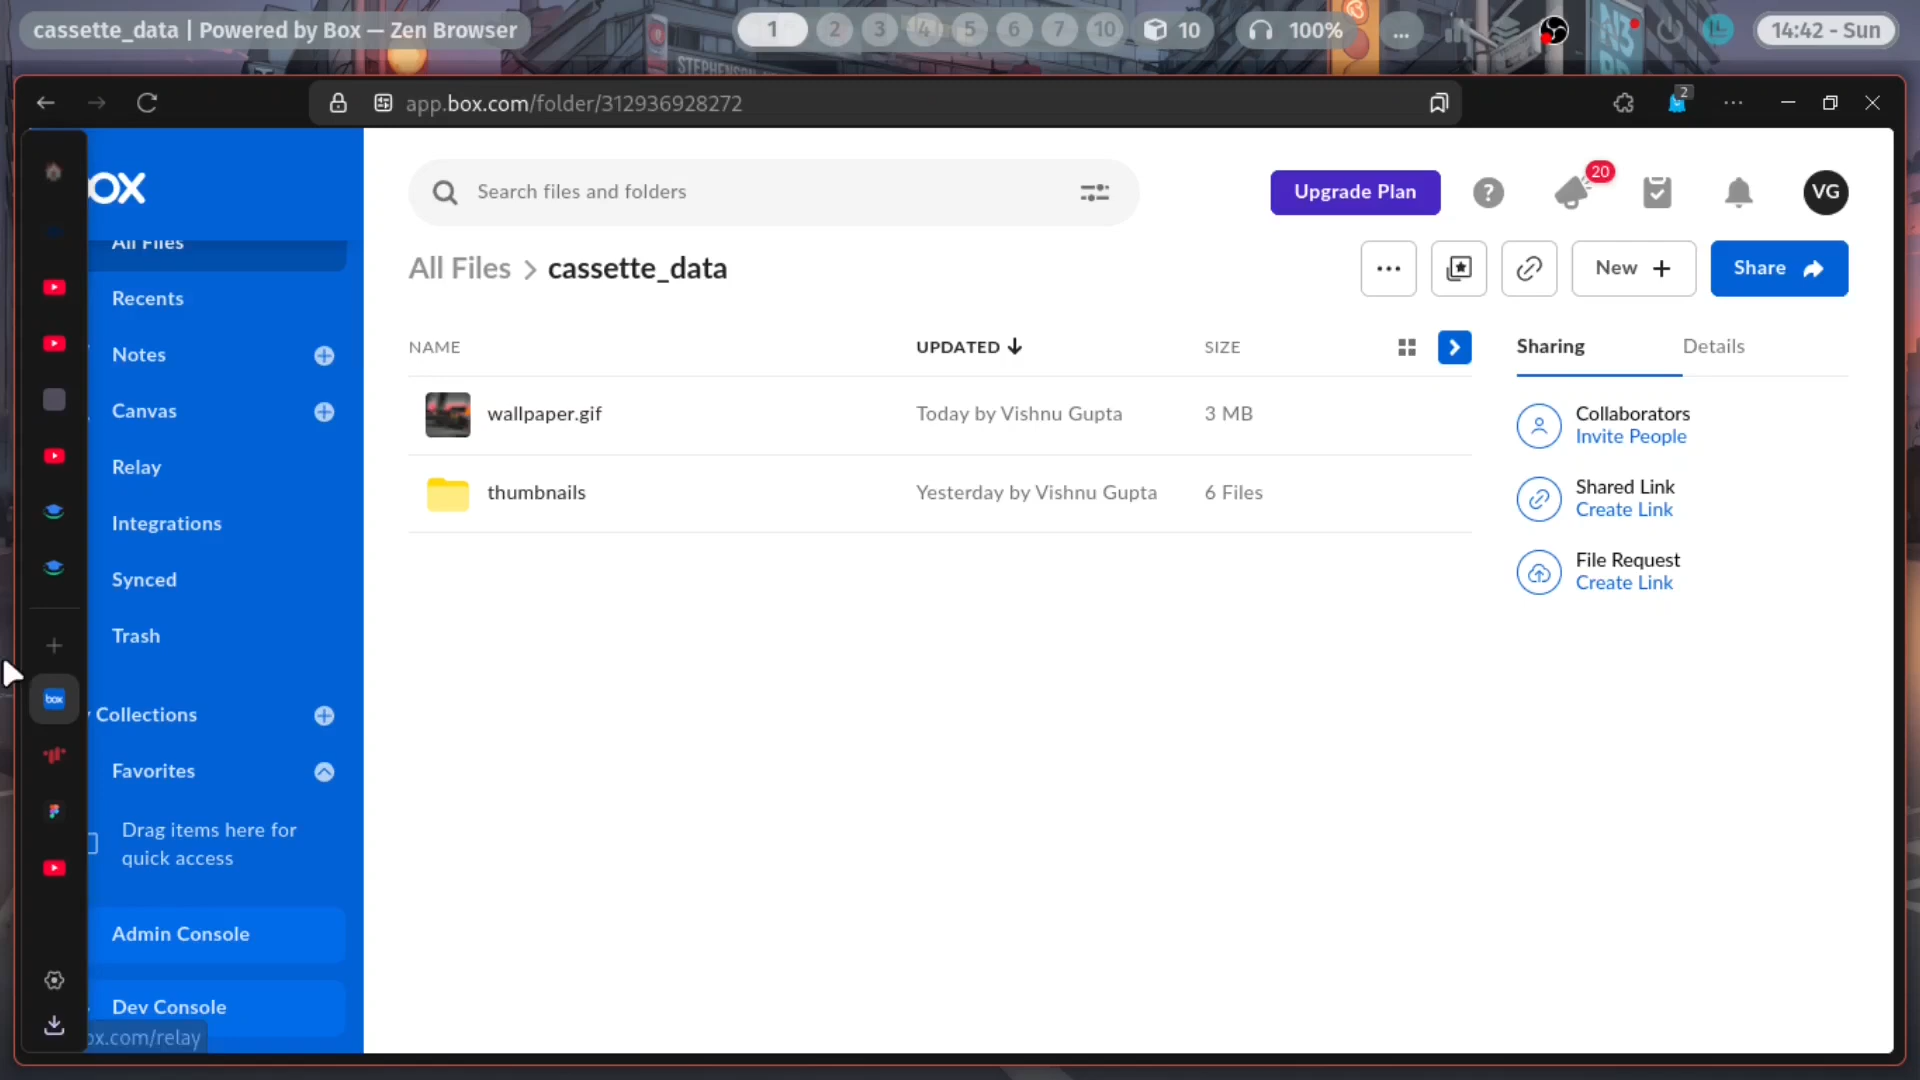 cassette_data | Powered by Box — Zen Browser
1 2 3 4 5 6 7 10
10
100%
...
14:42 - Sun
STEPHENSON
app.box.com/folder/312936928272
2
box
All Files
Recents
Notes
Canvas
Relay
Integrations
Synced
Trash
Collections
Favorites
Drag items here for
quick access
Admin Console
Dev Console
ox.com/relay
Search files and folders
Upgrade Plan
?
20
VG
All Files > cassette_data
New +
Share
NAME UPDATED SIZE
wallpaper.gif Today by Vishnu Gupta 3 MB
thumbnails Yesterday by Vishnu Gupta 6 Files
Sharing Details
Collaborators
Invite People
Shared Link
Create Link
File Request
Create Link